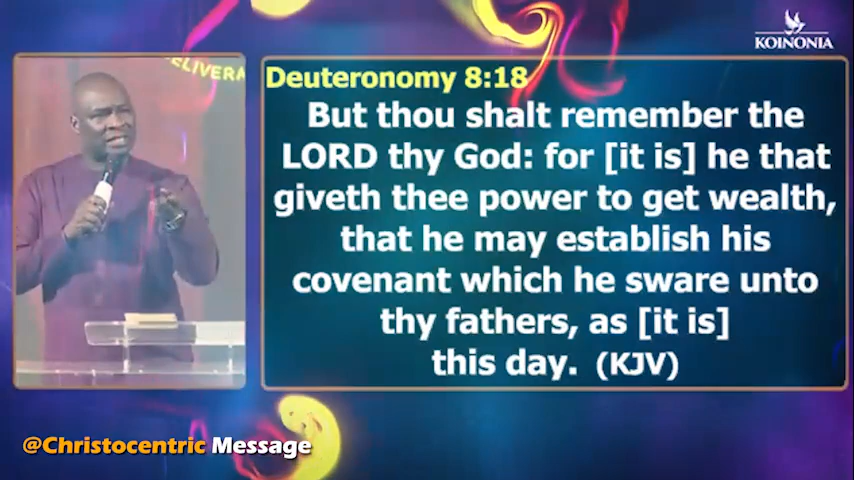 KOINONIA
DELIVERA
Deuteronomy 8:18
But thou shalt remember the
LORD thy God: for [it is] he that
giveth thee power to get wealth,
that he may establish his
covenant which he sware unto
thy fathers, as [it is]
this day. (KJV)
@Christocentric Message